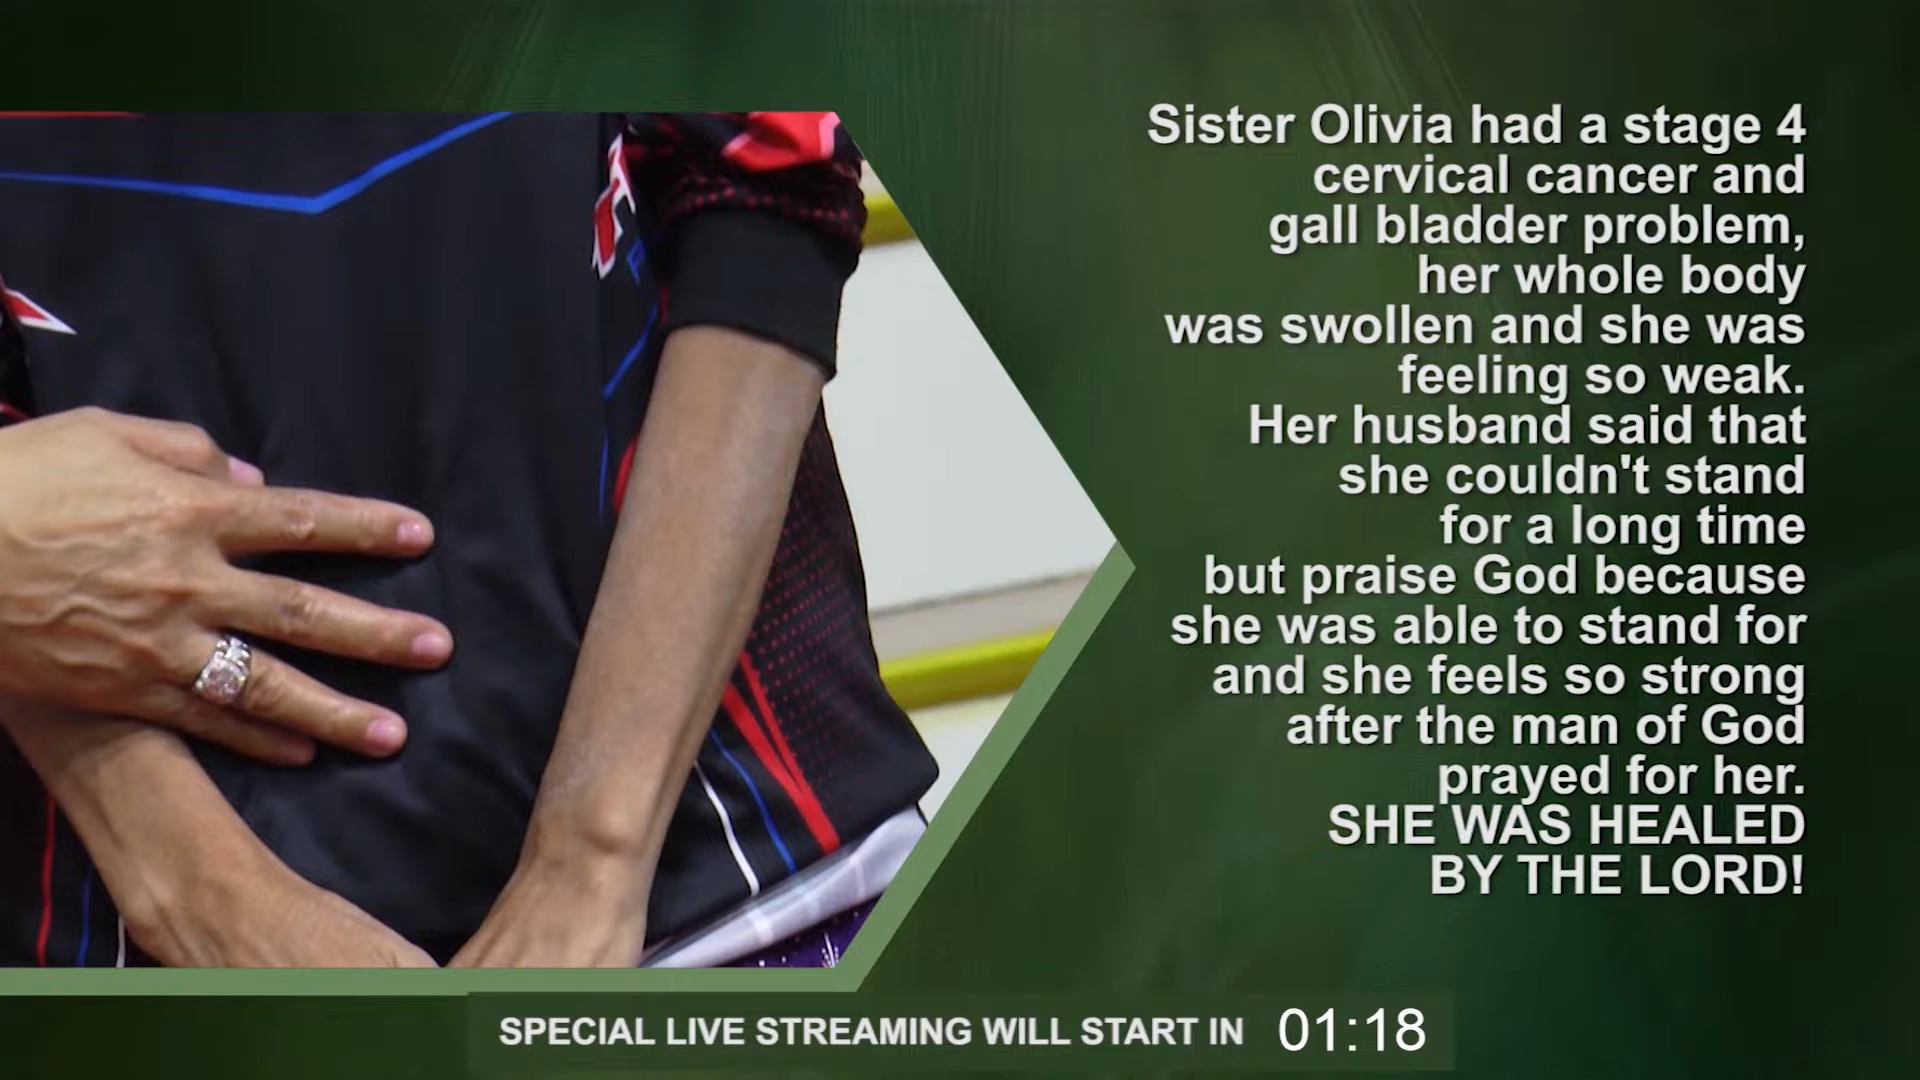 Sister Olivia had a stage 4
cervical cancer and
gall bladder problem,
her whole body
was swollen and she was
feeling so weak.
Her husband said that
she couldn't stand
for a long time
but praise God because
she was able to stand for
and she feels so strong
after the man of God
prayed for her.
SHE WAS HEALED
BY THE LORD!
SPECIAL LIVE STREAMING WILL START IN 01:18